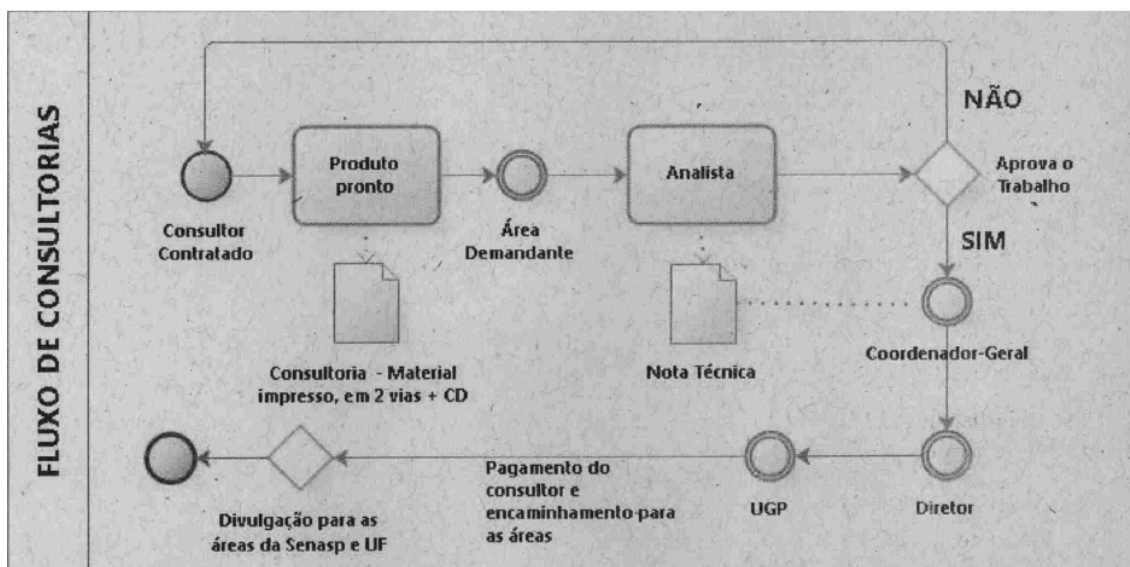 FLUXO DE CONSULTORIAS
NÃO
Produto
pronto
Analista
Aprova o
Trabalho
Consultor
Contratado
Área
Demandante
SIM
Consultoria - Material
impresso, em 2 vias + CD
Nota Técnica
Coordenador-Geral
Divulgação para as
áreas da Senasp e UF
Pagamento do
consultor e
encaminhamento para
as áreas
UGP
Diretor